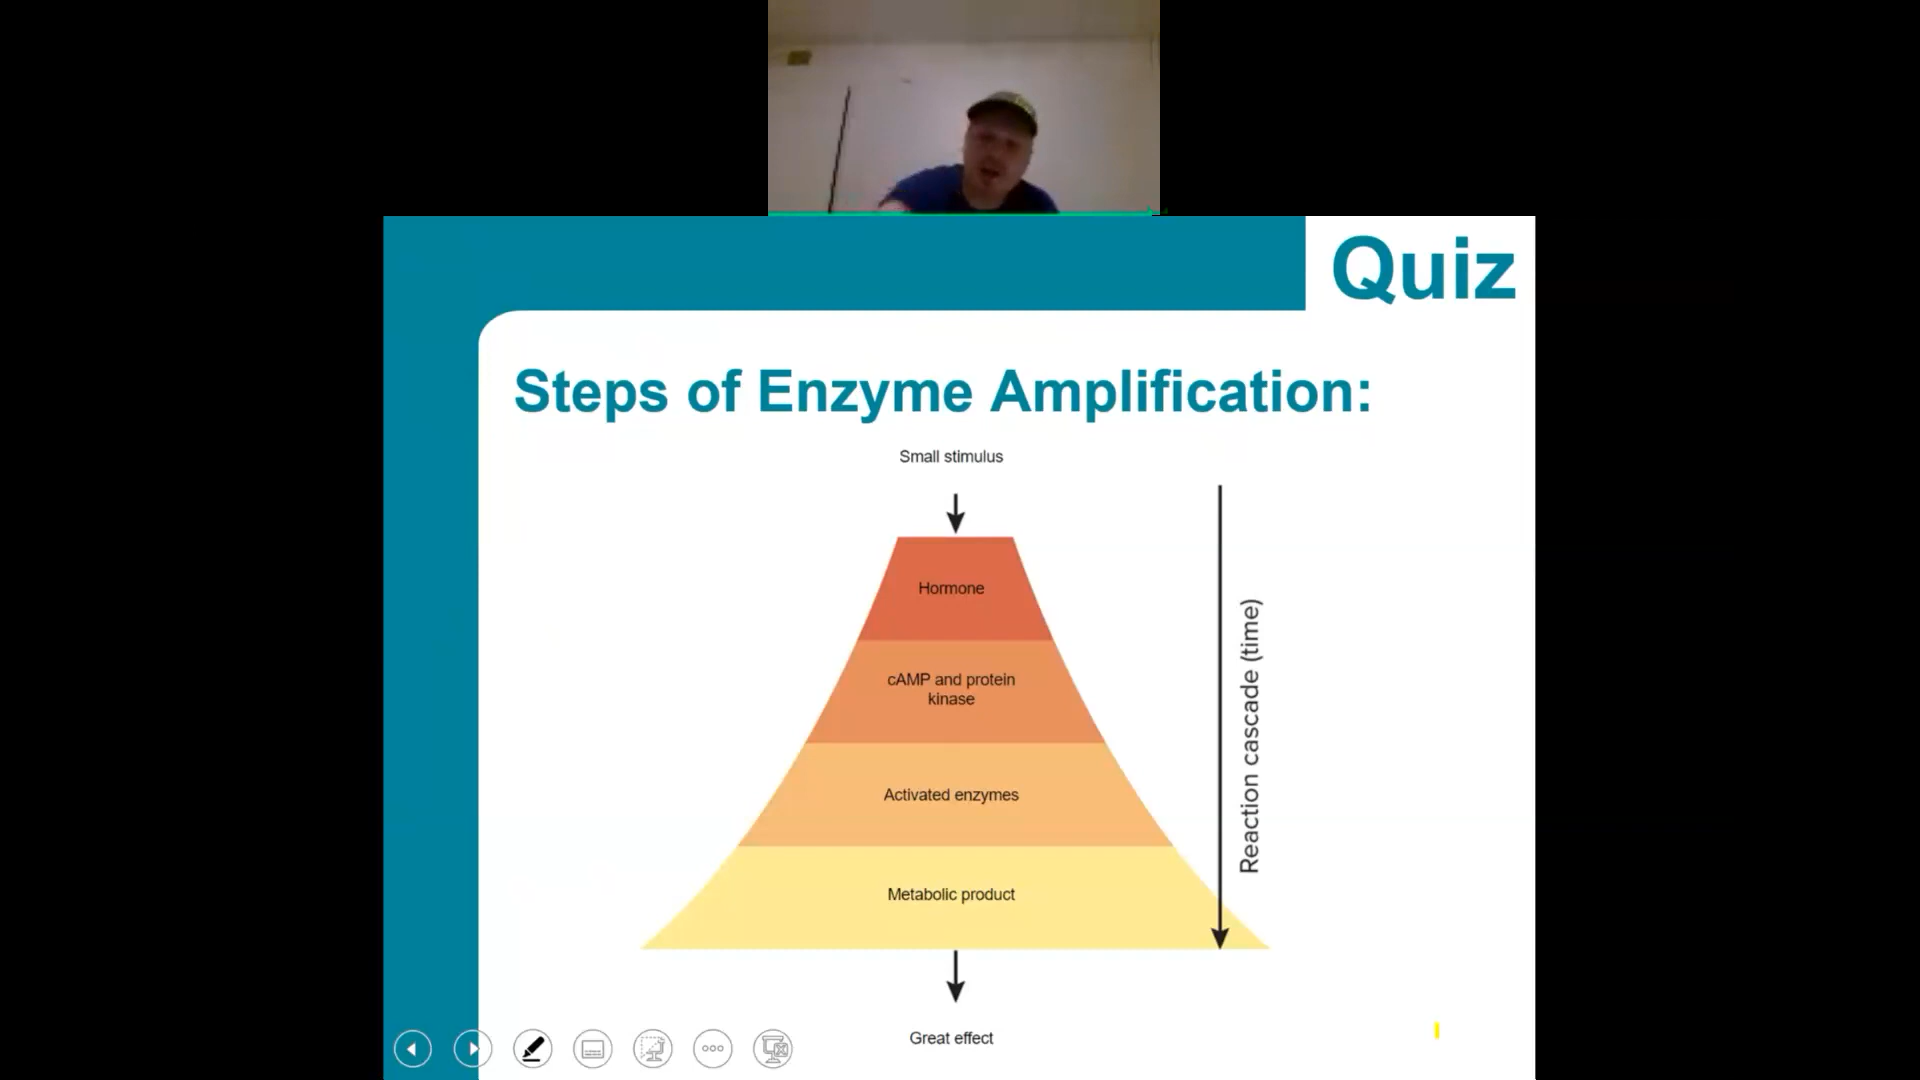 Quiz
Steps of Enzyme Amplification:
Small stimulus
Hormone
cAMP and protein
kinase
Activated enzymes
Metabolic product
Great effect
Reaction cascade (time)